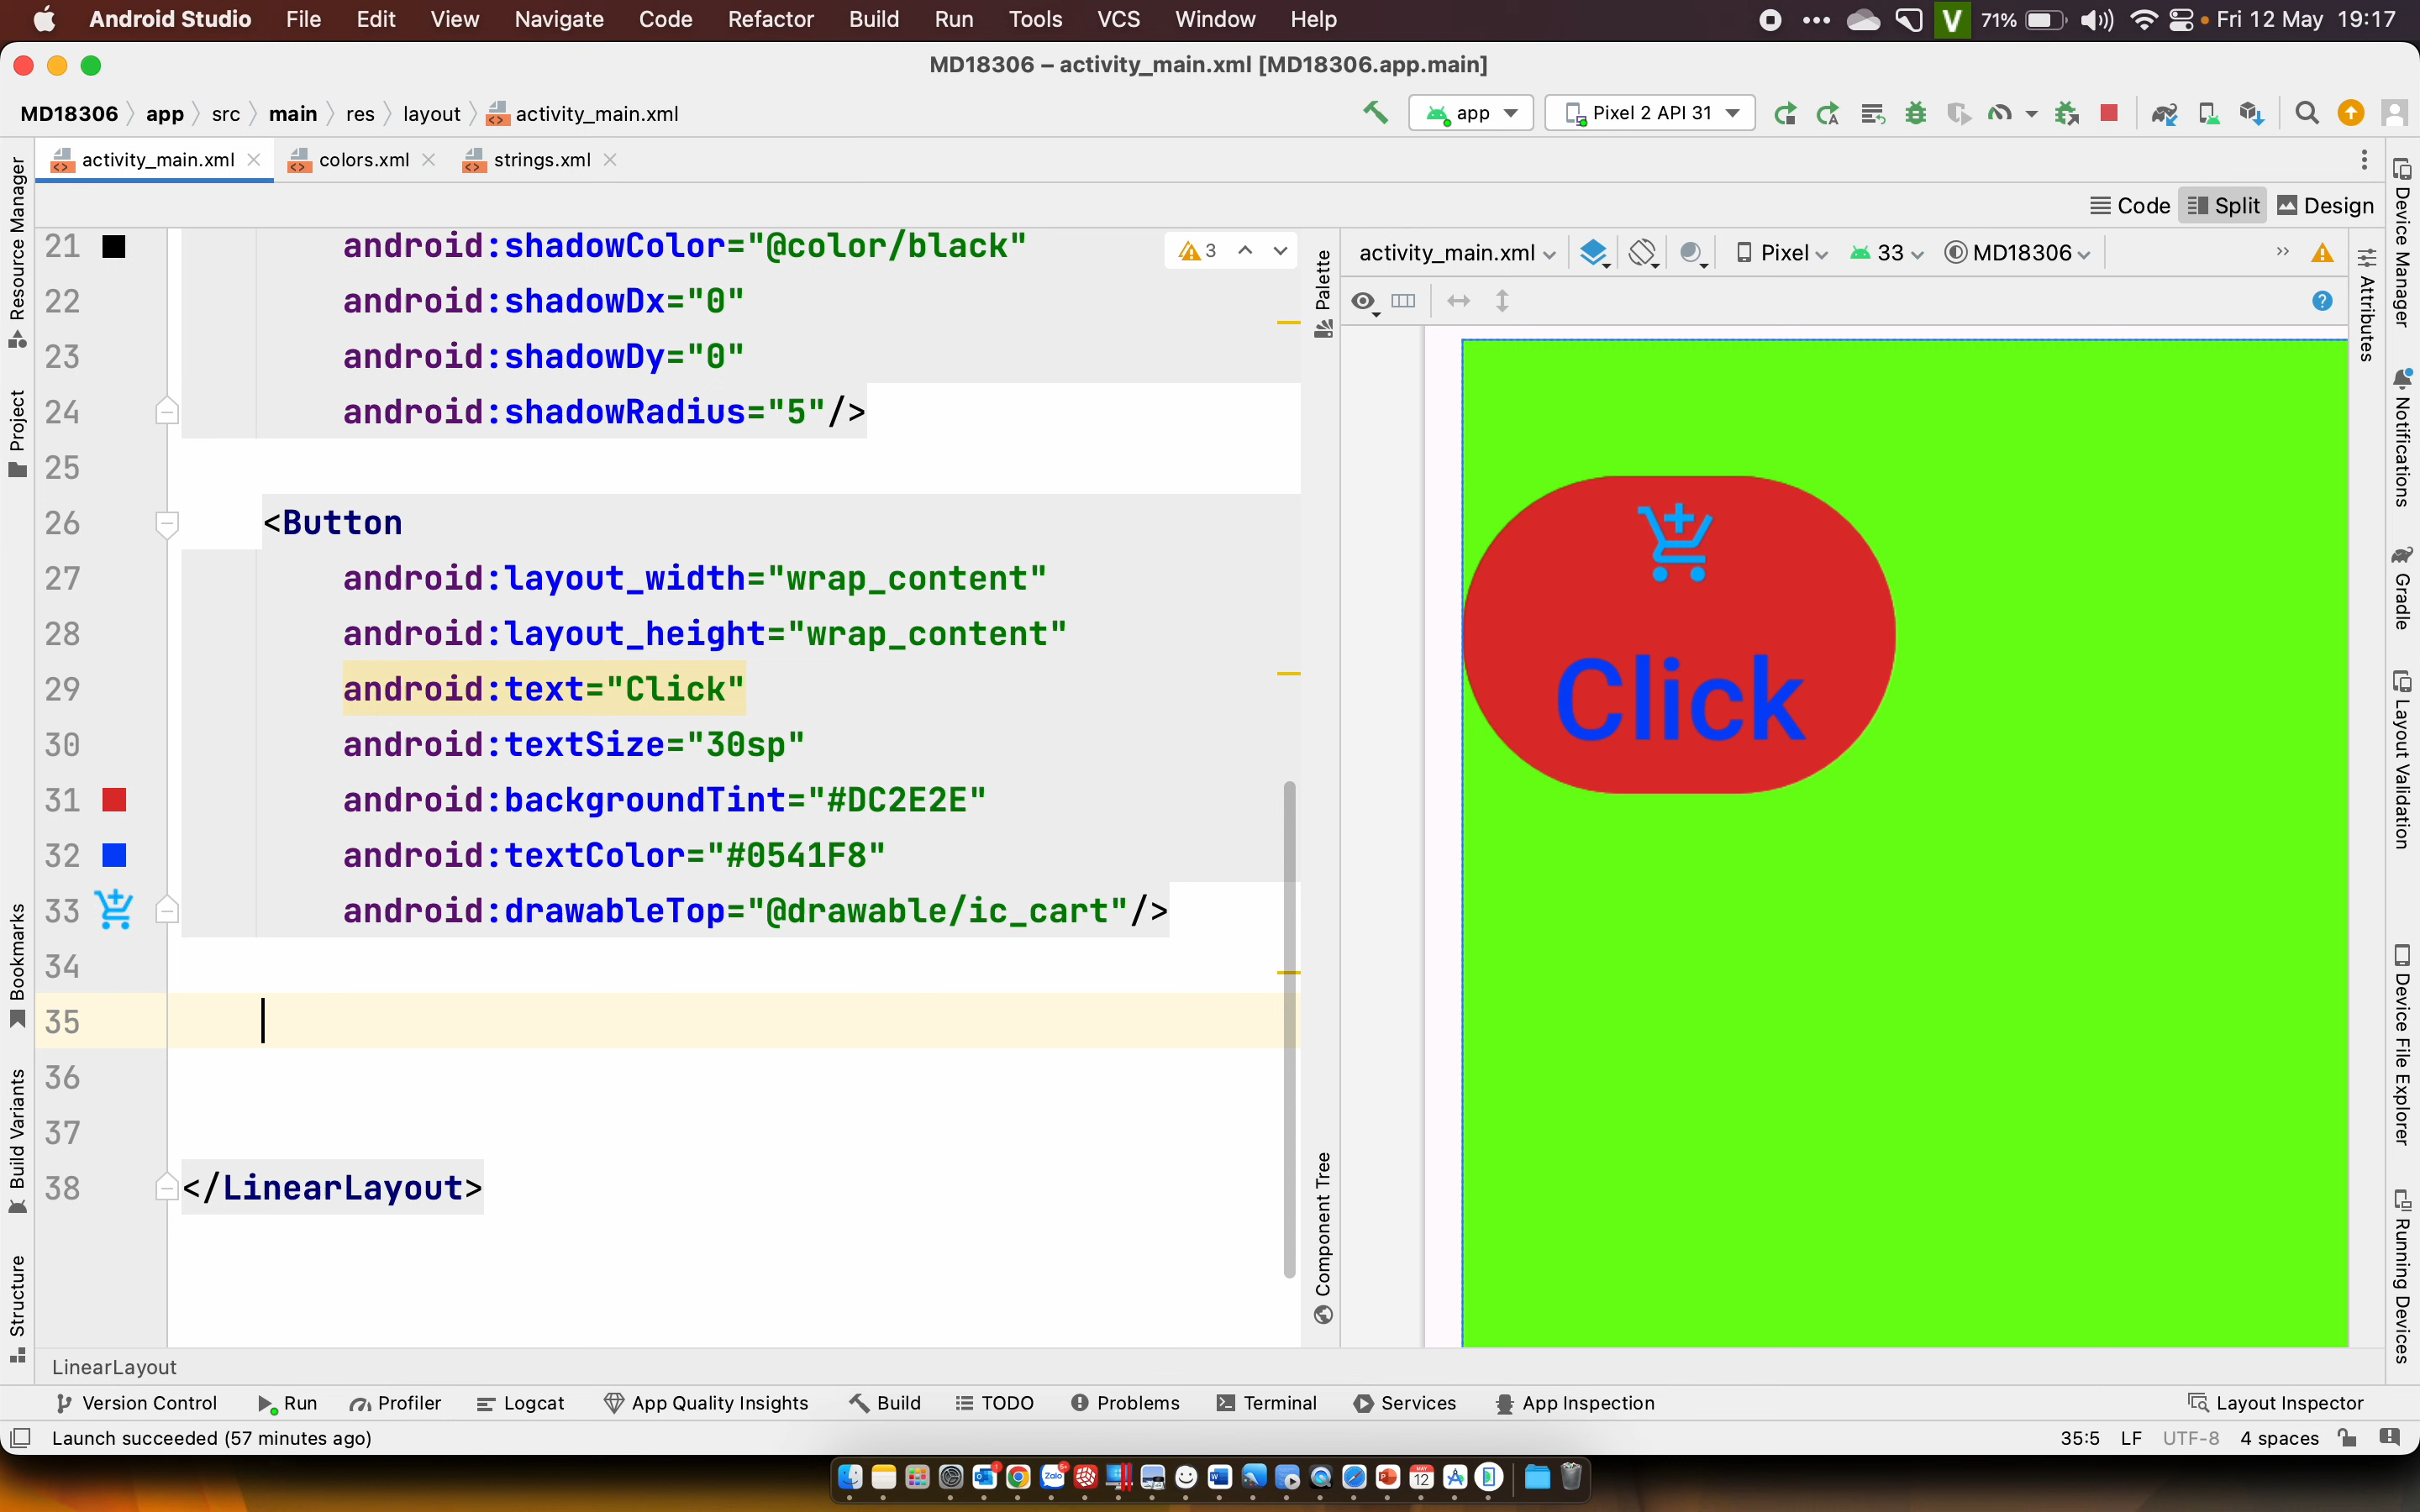 Android Studio File Edit View Navigate Code Refactor Build Run Tools VCS Window Help V 71% Fri 12 May 19:17
MD18306 – activity_main.xml [MD18306.app.main]
MD18306 app src main res layout activity_main.xml app Pixel 2 API 31
activity_main.xml colors.xml strings.xml
Code Split Design
activity_main.xml Pixel 33 MD18306
3
21 android:shadowColor="@color/black"
22 android:shadowDx="0"
23 android:shadowDy="0"
24 android:shadowRadius="5"/>
25
26 <Button
27 android:layout_width="wrap_content"
28 android:layout_height="wrap_content"
29 android:text="Click"
30 android:textSize="30sp"
31 android:backgroundTint="#DC2E2E"
32 android:textColor="#0541F8"
33 android:drawableTop="@drawable/ic_cart"/>
34
35
36
37
38 </LinearLayout>
Click
Resource Manager
Project
Bookmarks
Build Variants
Structure
Palette
Component Tree
Attributes
Device Manager
Notifications
Gradle
Layout Validation
Device File Explorer
Running Devices
LinearLayout
Version Control Run Profiler Logcat App Quality Insights Build TODO Problems Terminal Services App Inspection Layout Inspector
Launch succeeded (57 minutes ago) 35:5 LF UTF-8 4 spaces
Zalo 5+
MAY
12